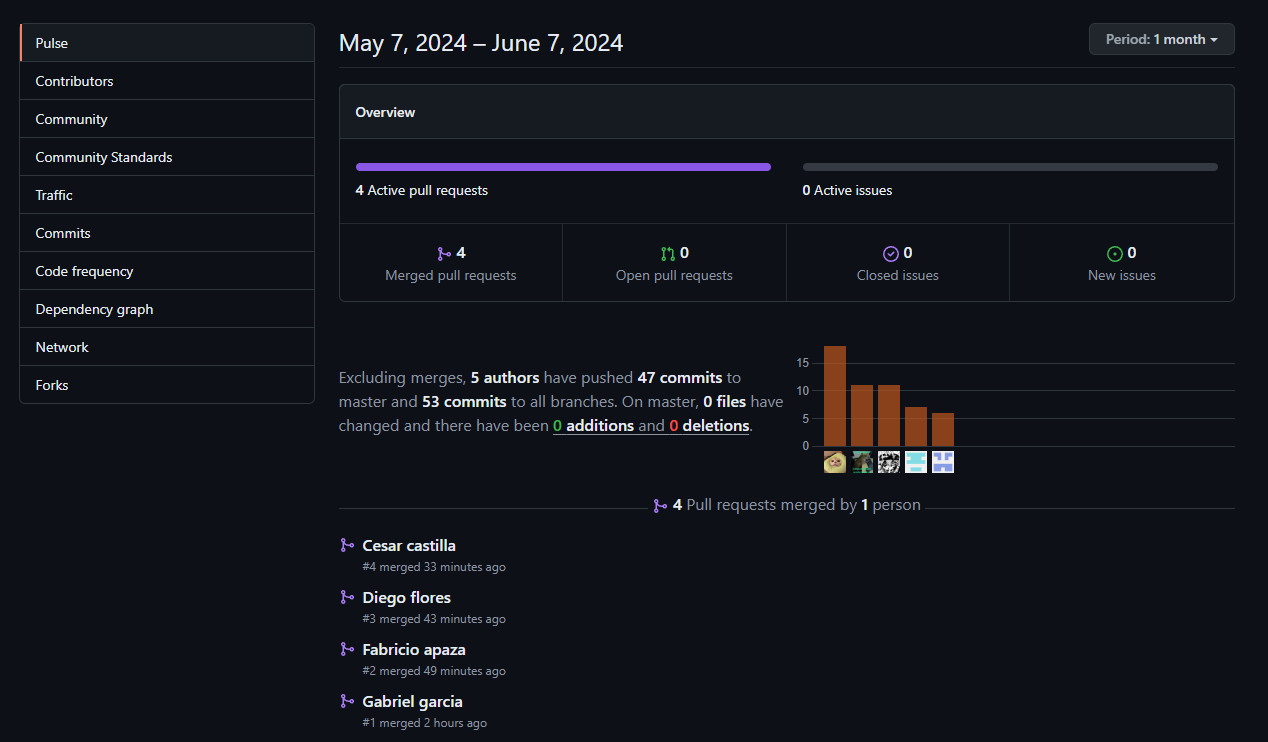 Pulse
Contributors
Community
Community Standards
Traffic
Commits
Code frequency
Dependency graph
Network
Forks
May 7, 2024 – June 7, 2024
Period: 1 month
Overview
4 Active pull requests
0 Active issues
4
Merged pull requests
0
Open pull requests
0
Closed issues
0
New issues
Excluding merges, 5 authors have pushed 47 commits to
master and 53 commits to all branches. On master, 0 files have
changed and there have been 0 additions and 0 deletions.
15
10
5
0
4 Pull requests merged by 1 person
Cesar castilla
#4 merged 33 minutes ago
Diego flores
#3 merged 43 minutes ago
Fabricio apaza
#2 merged 49 minutes ago
Gabriel garcia
#1 merged 2 hours ago